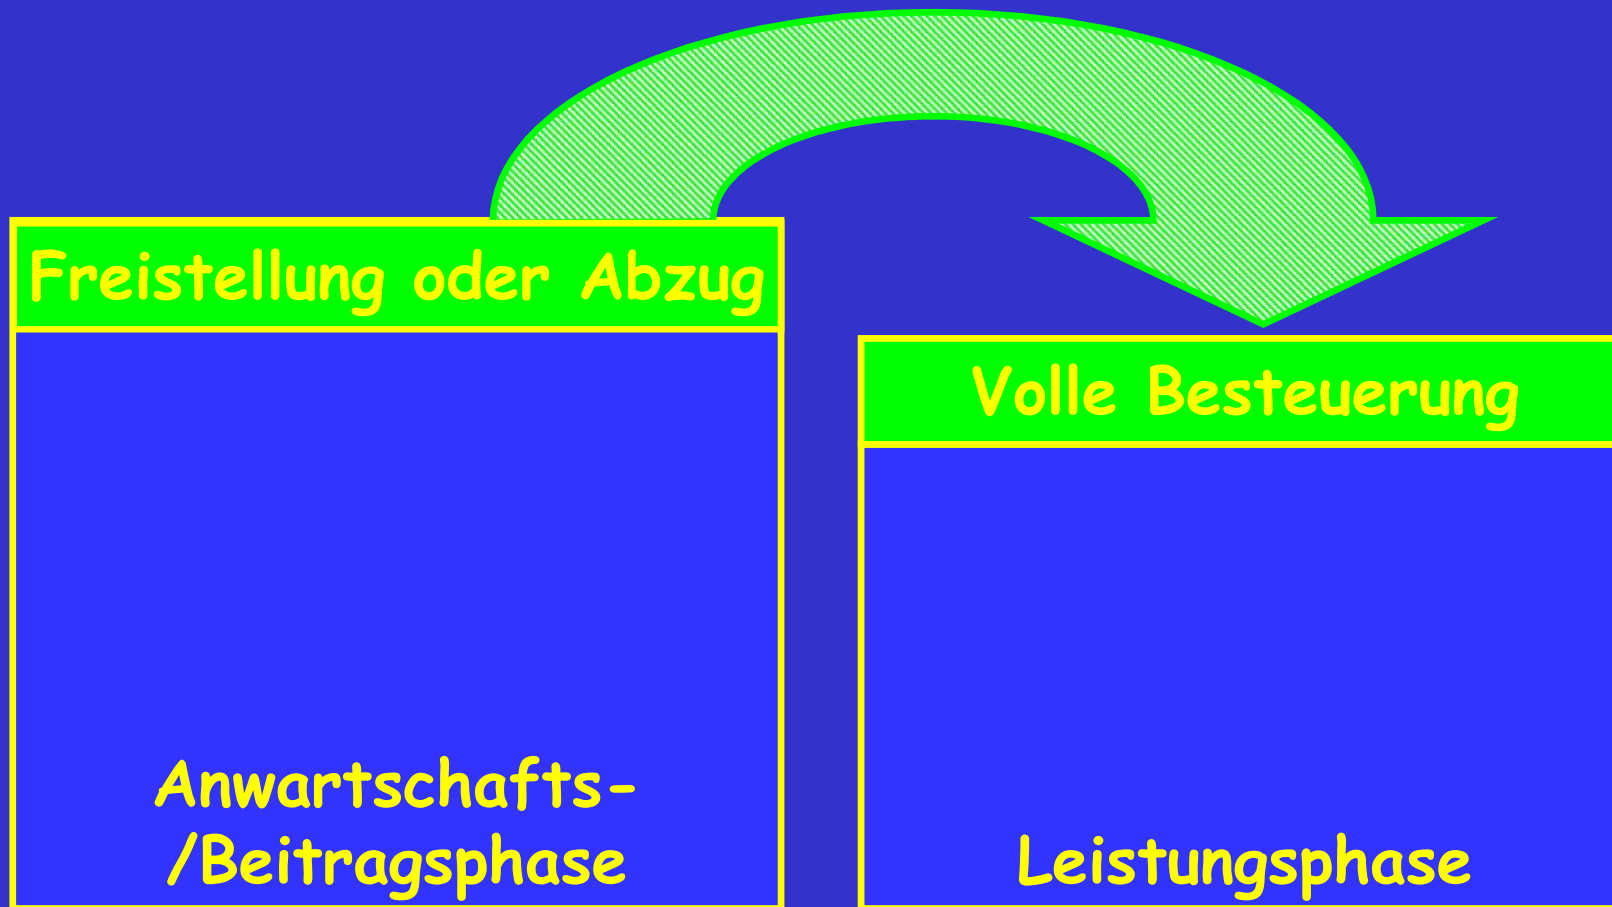 Freistellung oder Abzug
Volle Besteuerung
Anwartschafts-
/Beitragsphase
Leistungsphase